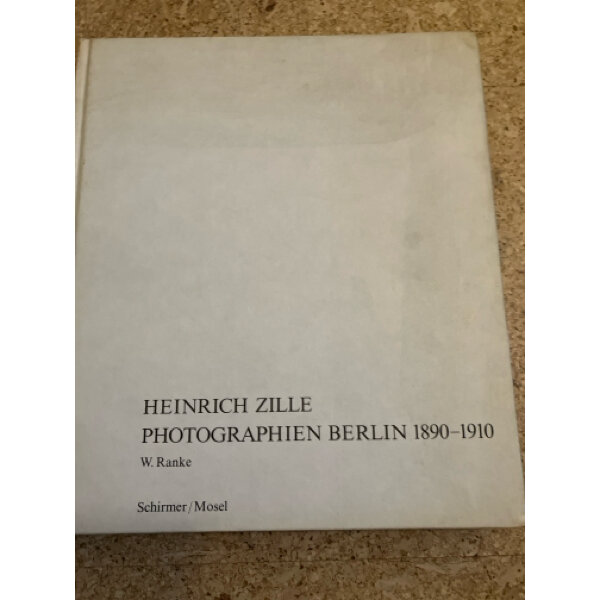 HEINRICH ZILLE
PHOTOGRAPHIEN BERLIN 1890–1910
W. Ranke
Schirmer/Mosel